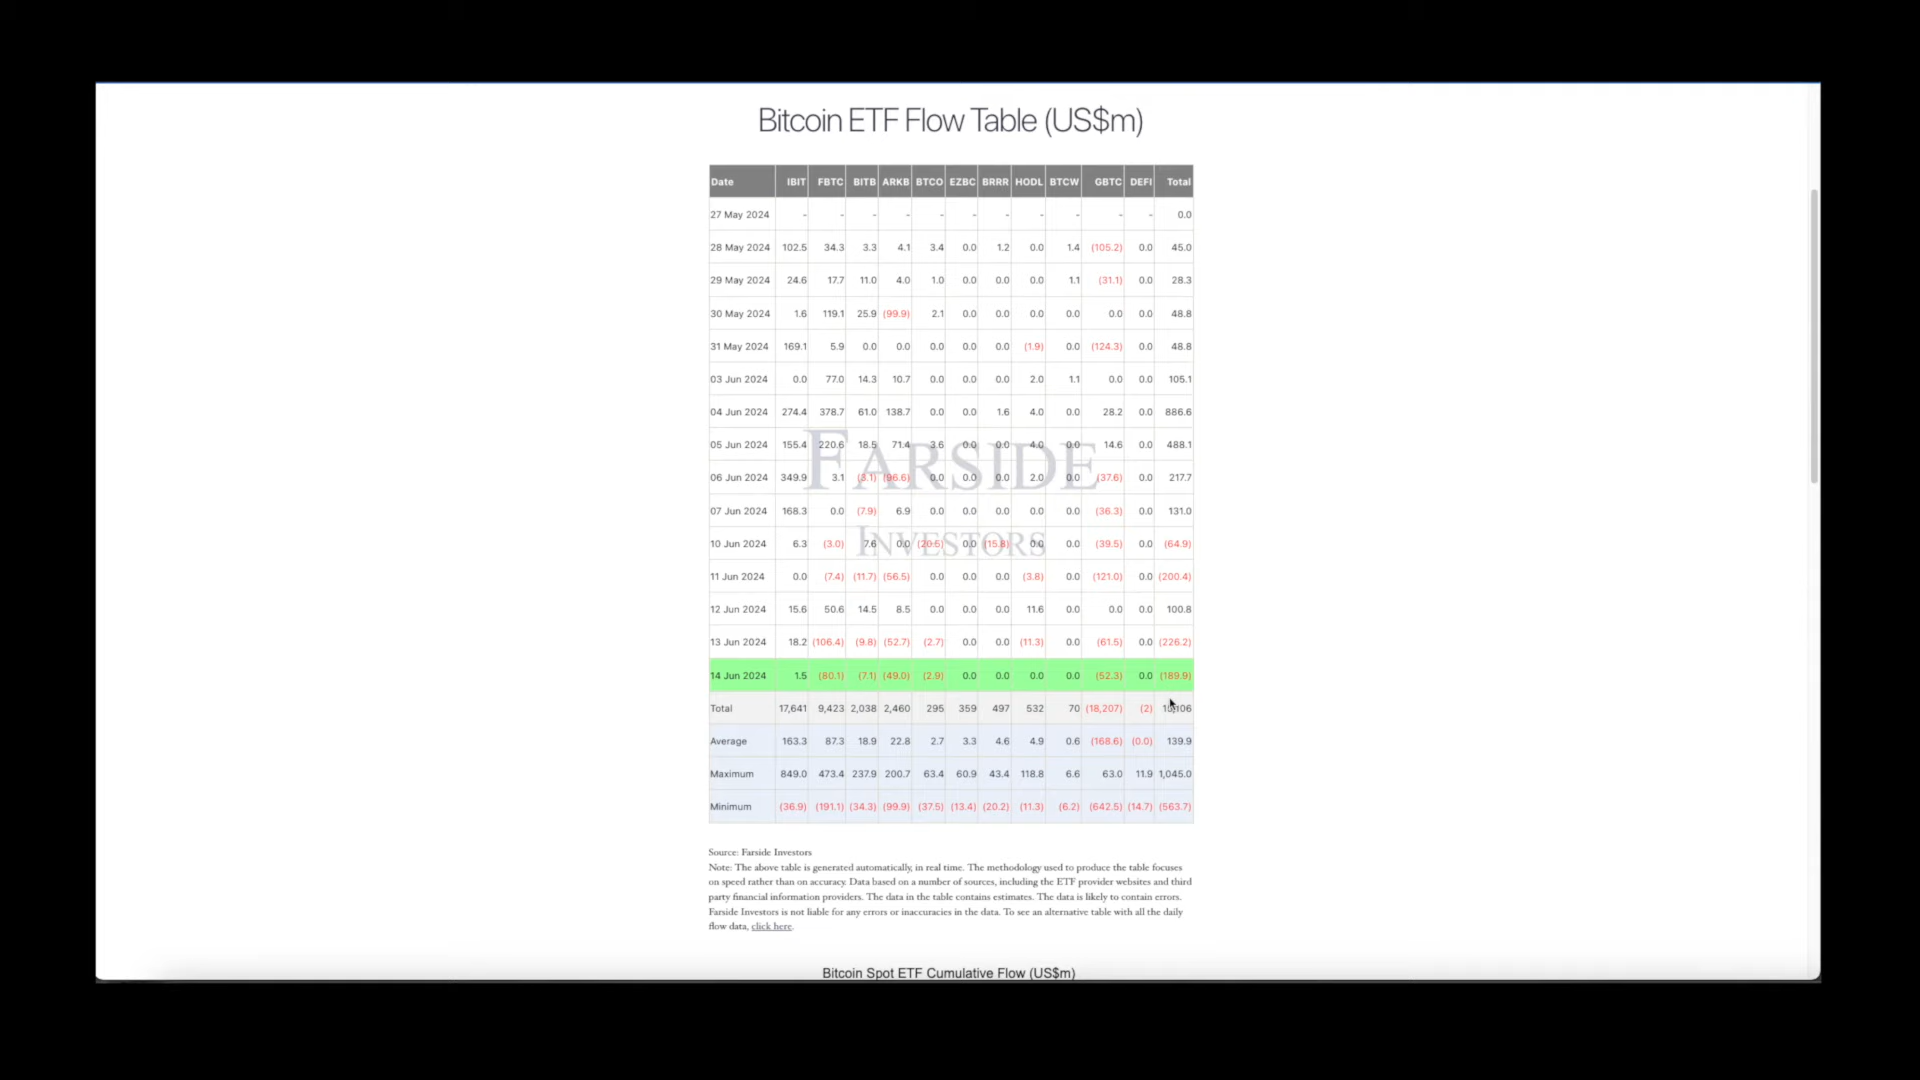 Bitcoin ETF Flow Table (US$m)
Date IBIT FBTC BITB ARKB BTCO EZBC BRRR HODL BTCW GBTC DEFI Total
27 May 2024 - - - - - - - - - - - 0.0
28 May 2024 102.5 34.3 3.3 4.1 3.4 0.0 1.2 0.0 1.4 (105.2) 0.0 45.0
29 May 2024 24.6 17.7 11.0 4.0 1.0 0.0 0.0 0.0 1.1 (31.1) 0.0 28.3
30 May 2024 1.6 119.1 25.9 (99.9) 2.1 0.0 0.0 0.0 0.0 0.0 0.0 48.8
31 May 2024 169.1 5.9 0.0 0.0 0.0 0.0 0.0 (1.9) 0.0 (124.3) 0.0 48.8
03 Jun 2024 0.0 77.0 14.3 10.7 0.0 0.0 0.0 2.0 1.1 0.0 0.0 105.1
04 Jun 2024 274.4 378.7 61.0 138.7 0.0 0.0 1.6 4.0 0.0 28.2 0.0 886.6
05 Jun 2024 155.4 220.6 18.5 71.4 3.6 0.0 0.0 4.0 0.0 14.6 0.0 488.1
FARSIDE
06 Jun 2024 349.9 3.1 (3.1) (96.6) 0.0 0.0 0.0 2.0 0.0 (37.6) 0.0 217.7
07 Jun 2024 168.3 0.0 (7.9) 6.9 0.0 0.0 0.0 0.0 0.0 (36.3) 0.0 131.0
10 Jun 2024 6.3 (3.0) 7.6 0.0 (20.5) 0.0 (15.8) 0.0 0.0 (39.5) 0.0 (64.9)
INVESTORS
11 Jun 2024 0.0 (7.4) (11.7) (56.5) 0.0 0.0 0.0 (3.8) 0.0 (121.0) 0.0 (200.4)
12 Jun 2024 15.6 50.6 14.5 8.5 0.0 0.0 0.0 11.6 0.0 0.0 0.0 100.8
13 Jun 2024 18.2 (106.4) (9.8) (52.7) (2.7) 0.0 0.0 (11.3) 0.0 (61.5) 0.0 (226.2)
14 Jun 2024 1.5 (80.1) (7.1) (49.0) (2.9) 0.0 0.0 0.0 0.0 (52.3) 0.0 (189.9)
Total 17,641 9,423 2,038 2,460 295 359 497 532 70 (18,207) (2)
Average 163.3 87.3 18.9 22.8 2.7 3.3 4.6 4.9 0.6 (168.6) (0.0) 139.9
Maximum 849.0 473.4 237.9 200.7 63.4 60.9 43.4 118.8 6.6 63.0 11.9 1,045.0
Minimum (36.9) (191.1) (34.3) (99.9) (37.5) (13.4) (20.2) (11.3) (6.2) (642.5) (14.7) (563.7)
Source: Farside Investors
Note: The above table is generated automatically, in real time. The methodology used to produce the table focuses
on speed rather than on accuracy. Data based on a number of sources, including the ETF provider websites and third
party financial information providers. The data in the table contains estimates. The data is likely to contain errors.
Farside Investors is not liable for any errors or inaccuracies in the data. To see an alternative table with all the daily
flow data, click here.
Bitcoin Spot ETF Cumulative Flow (US$m)